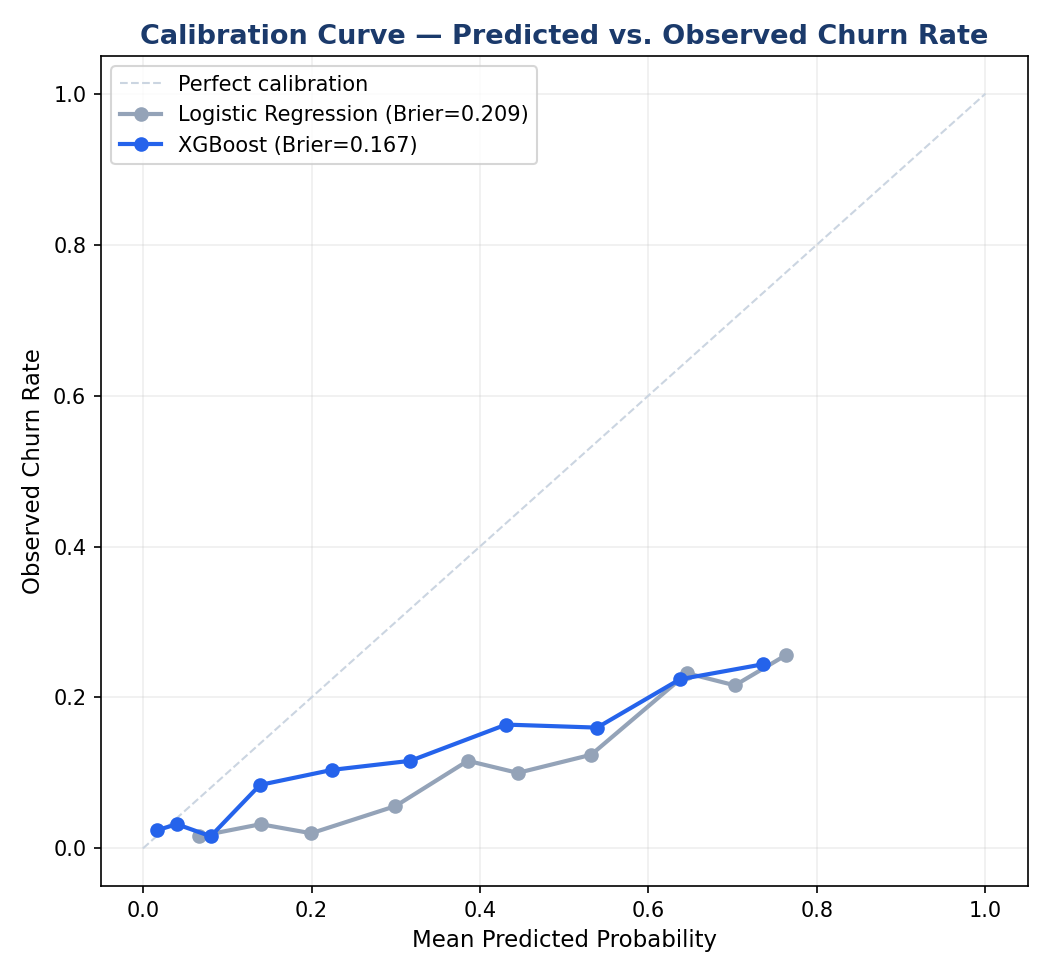 Calibration Curve — Predicted vs. Observed Churn Rate
Perfect calibration
Logistic Regression (Brier=0.209)
XGBoost (Brier=0.167)
Observed Churn Rate
1.0
0.8
0.6
0.4
0.2
0.0
0.0 0.2 0.4 0.6 0.8 1.0
Mean Predicted Probability